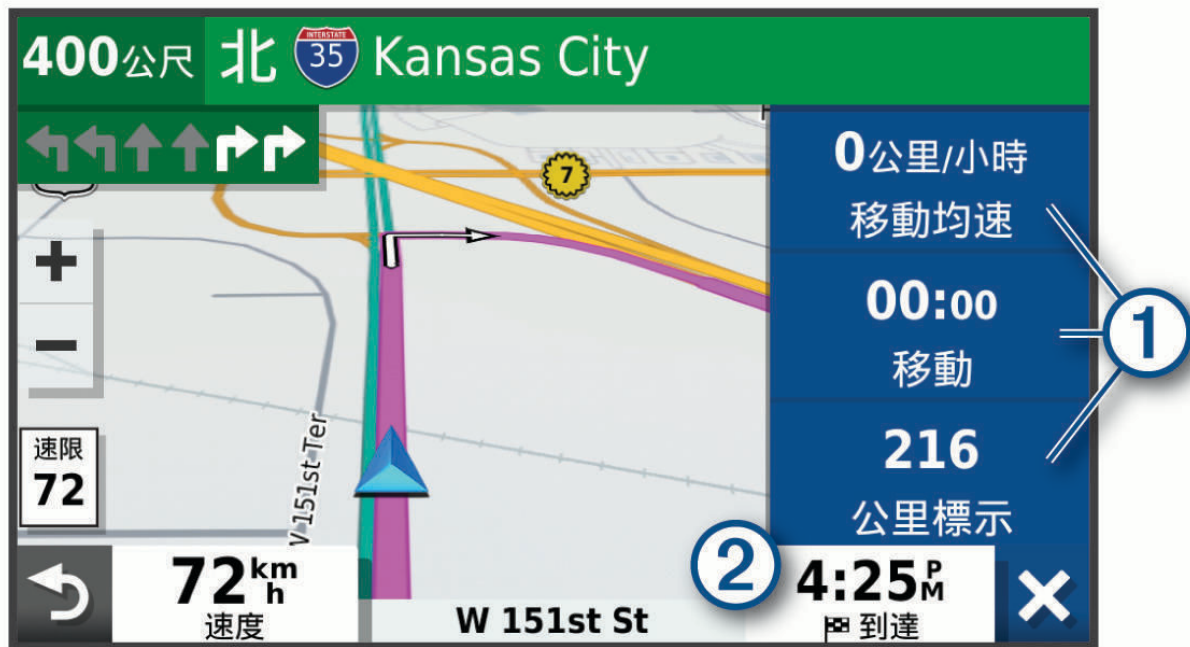 400公尺 北 INTERSTATE 35 Kansas City
7
0公里/小時
移動均速
00:00
移動
216
公里標示
1
+
−
速限
72
W 151st Ter
72 km h
速度
W 151st St
2
4:25 PM
到達